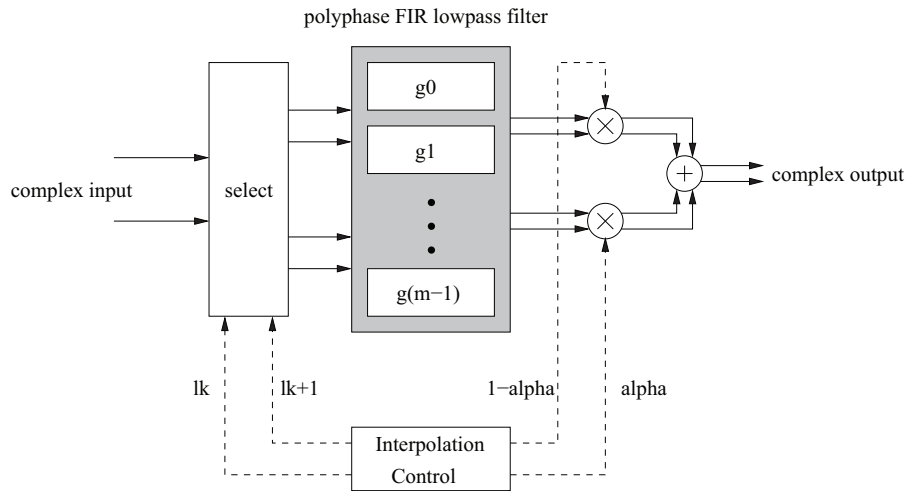 polyphase FIR lowpass filter
g0
g1
complex input
select
×
+
complex output
×
g(m−1)
lk
lk+1
1−alpha
alpha
Interpolation
Control